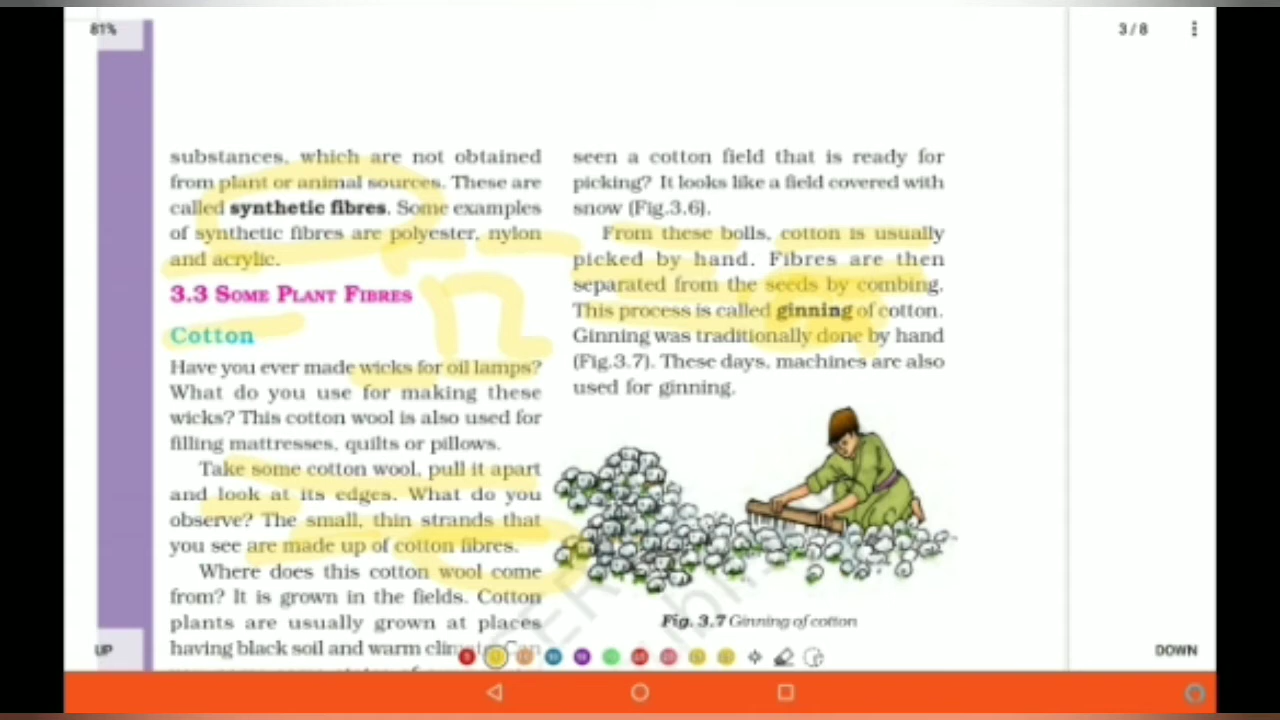 81%
3 / 8
substances, which are not obtained
from plant or animal sources. These are
called synthetic fibres. Some examples
of synthetic fibres are polyester, nylon
and acrylic.
3.3 SOME PLANT FIBRES
Cotton
Have you ever made wicks for oil lamps?
What do you use for making these
wicks? This cotton wool is also used for
filling mattresses, quilts or pillows.
Take some cotton wool, pull it apart
and look at its edges. What do you
observe? The small, thin strands that
you see are made up of cotton fibres.
Where does this cotton wool come
from? It is grown in the fields. Cotton
plants are usually grown at places
having black soil and warm
seen a cotton field that is ready for
picking? It looks like a field covered with
snow (Fig.3.6).
From these bolls, cotton is usually
picked by hand. Fibres are then
separated from the seeds by combing.
This process is called ginning of cotton.
Ginning was traditionally done by hand
(Fig.3.7). These days, machines are also
used for ginning.
Fig. 3.7 Ginning of cotton
UP
DOWN